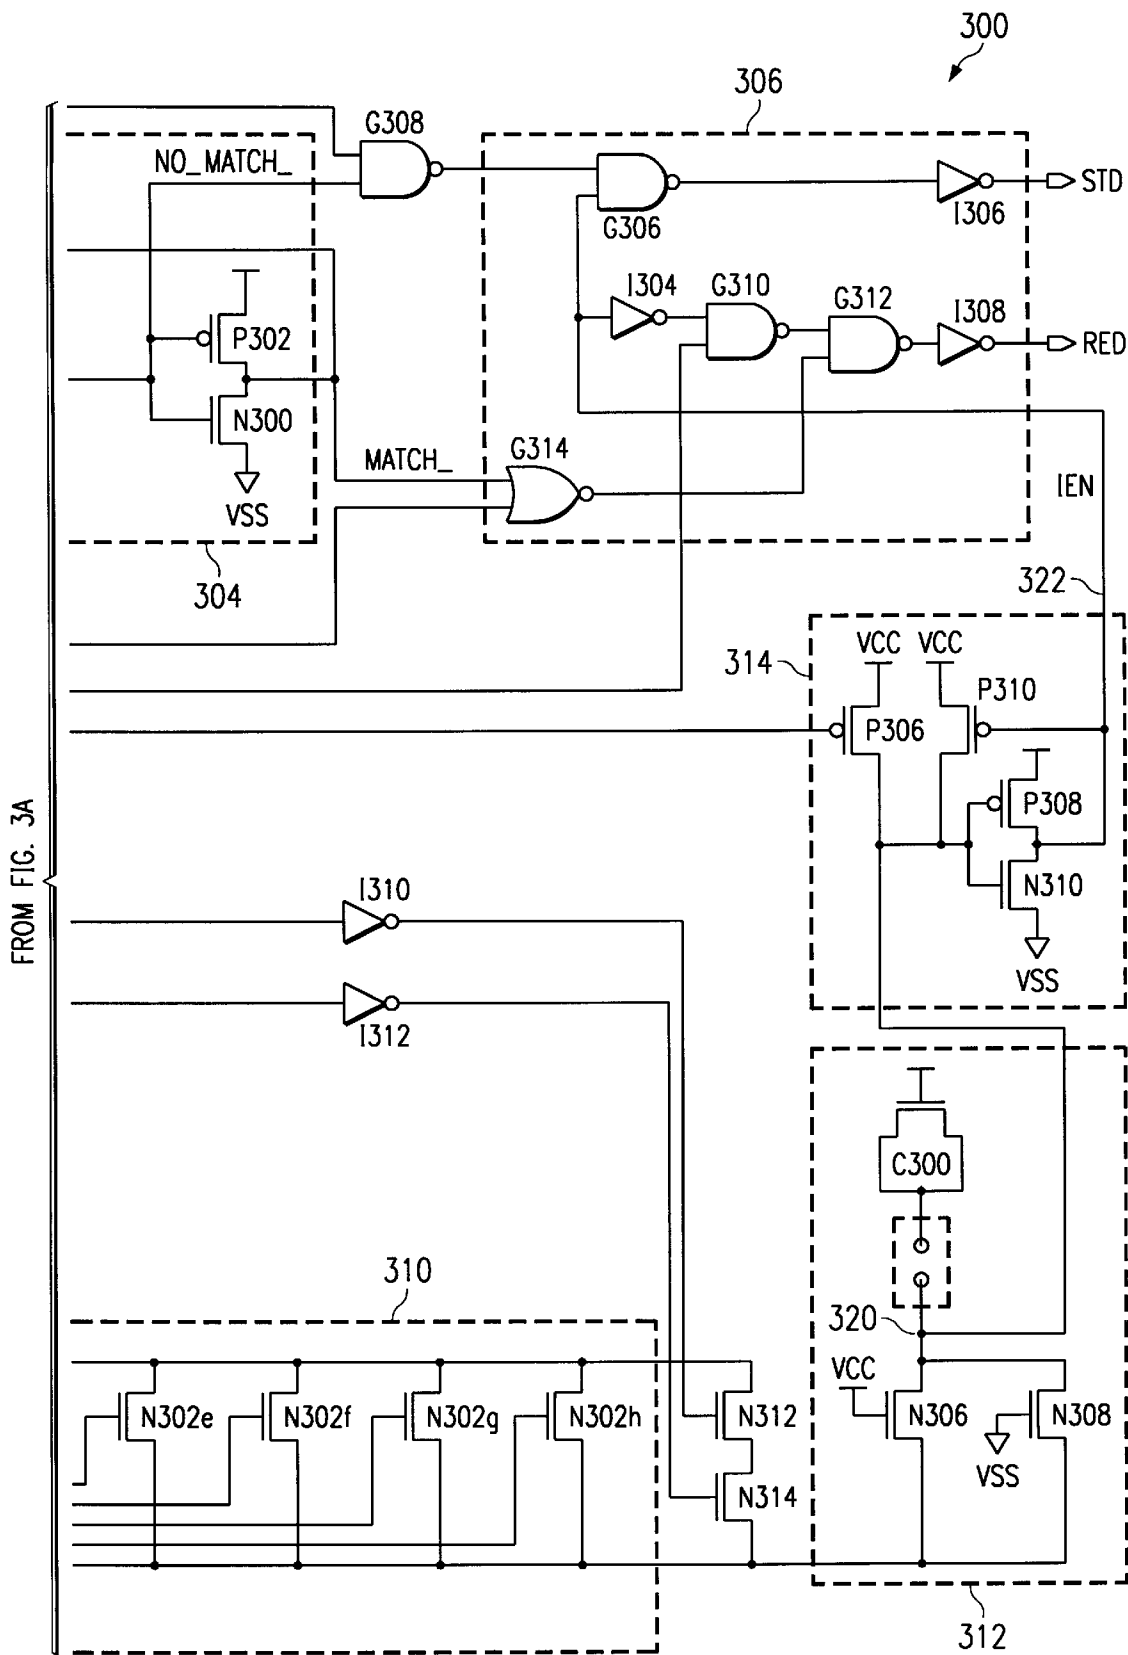 300
306
G308
NO_MATCH_
STD
I306
G306
I304
G310
G312
I308
RED
P302
N300
VSS
MATCH_
G314
IEN
304
322
314
VCC
VCC
P310
P306
P308
N310
VSS
FROM FIG. 3A
I310
I312
C300
310
320
VCC
N302e
N302f
N302g
N302h
N312
N306
N308
VSS
N314
312